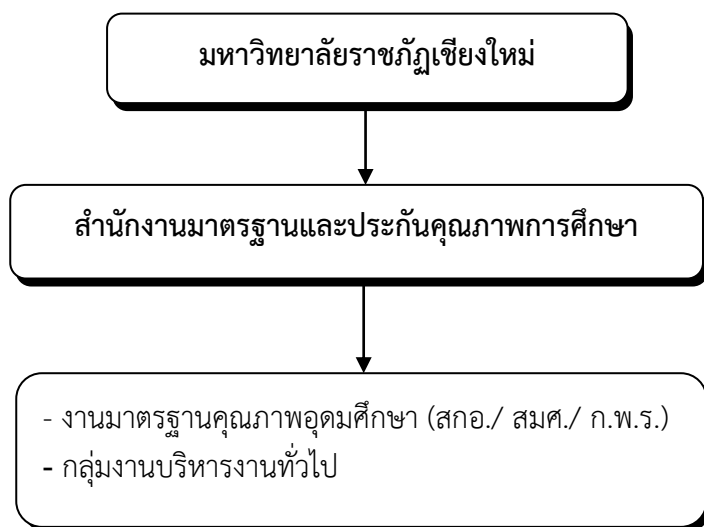 มหาวิทยาลัยราชภัฏเชียงใหม่
สำนักงานมาตรฐานและประกันคุณภาพการศึกษา
- งานมาตรฐานคุณภาพอุดมศึกษา (สกอ./ สมศ./ ก.พ.ร.)
- กลุ่มงานบริหารงานทั่วไป